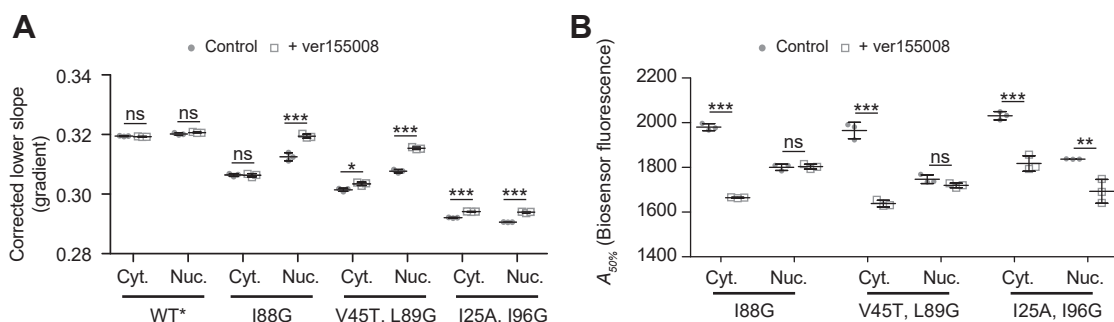 A
Control + ver155008
Corrected lower slope
(gradient)
0.34
0.32
0.30
0.28
ns ns ns *** * *** *** ***
Cyt. Nuc. Cyt. Nuc. Cyt. Nuc. Cyt. Nuc.
WT* I88G V45T, L89G I25A, I96G
B
Control + ver155008
A50% (Biosensor fluorescence)
2200
2000
1800
1600
1400
*** ns *** ns *** **
Cyt. Nuc. Cyt. Nuc. Cyt. Nuc.
I88G V45T, L89G I25A, I96G